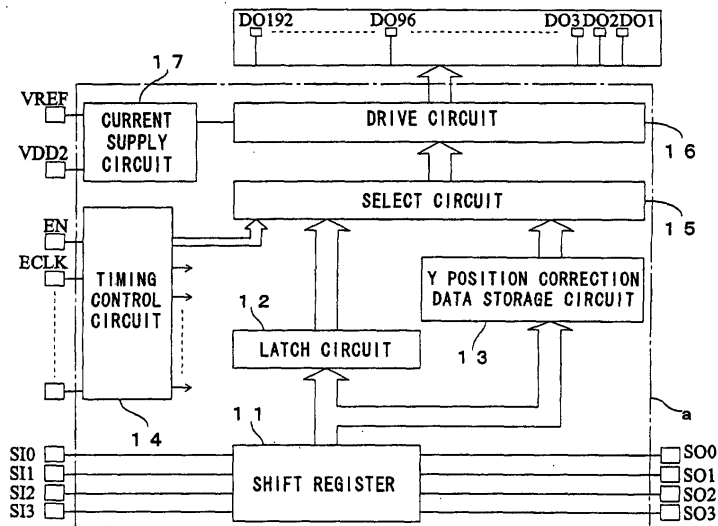 DO192 DO96 DO3 DO2 DO1
17
VREF
CURRENT
SUPPLY
CIRCUIT
DRIVE CIRCUIT
VDD2
16
SELECT CIRCUIT
EN
15
ECLK
TIMING
CONTROL
CIRCUIT
Y POSITION CORRECTION
DATA STORAGE CIRCUIT
12
13
LATCH CIRCUIT
a
14
11
SI0
SI1
SI2
SI3
SHIFT REGISTER
SO0
SO1
SO2
SO3